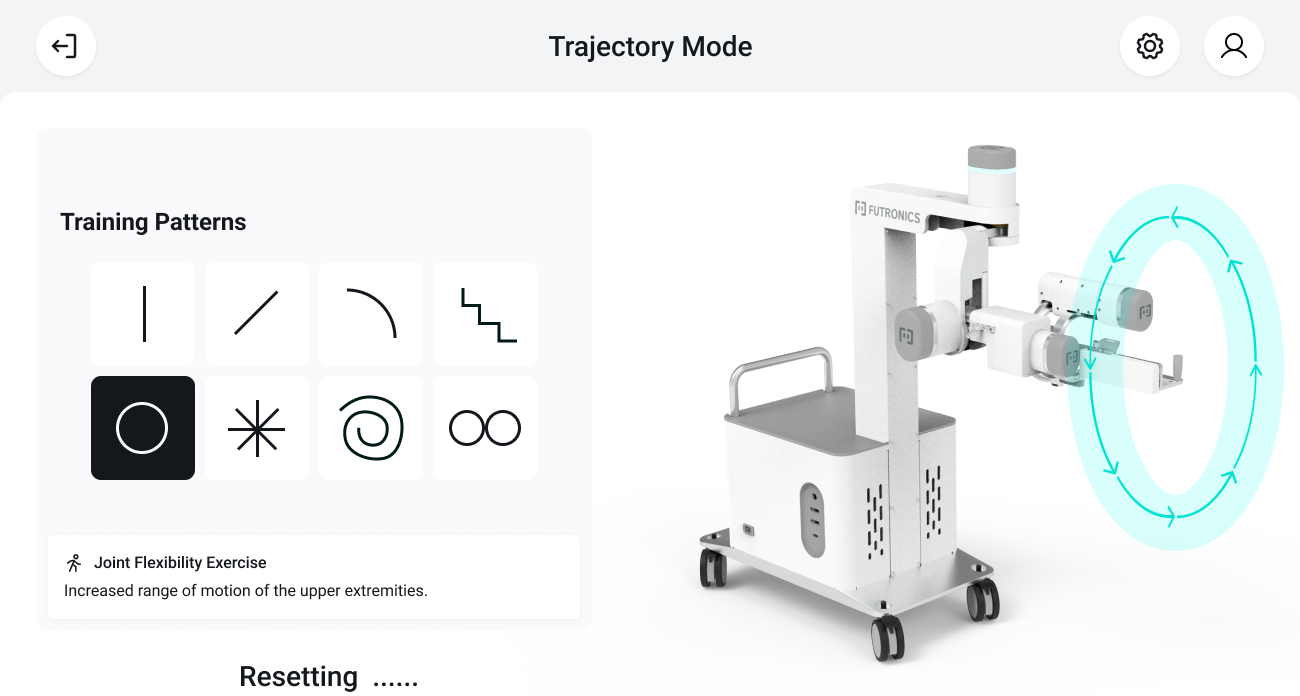 Trajectory Mode
Training Patterns
FUTRONICS
Joint Flexibility Exercise
Increased range of motion of the upper extremities.
Resetting ......